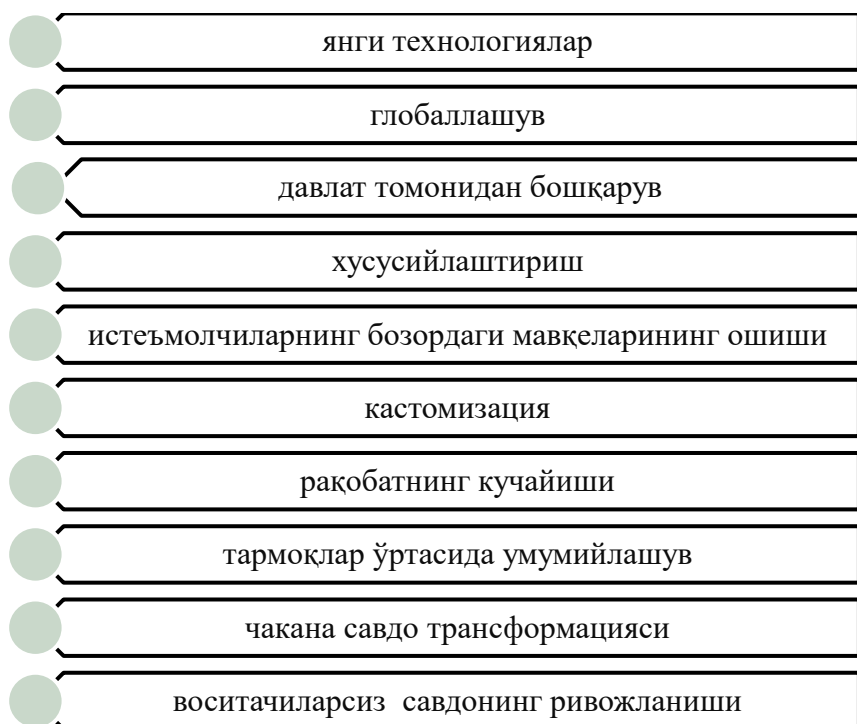 янги технологиялар
глобаллашув
давлат томонидан бошқарув
хусусийлаштириш
истеъмолчиларнинг бозордаги мавқеларининг ошиши
кастомизация
рақобатнинг кучайиши
тармоқлар ўртасида умумийлашув
чакана савдо трансформацияси
воситачиларсиз савдонинг ривожланиши